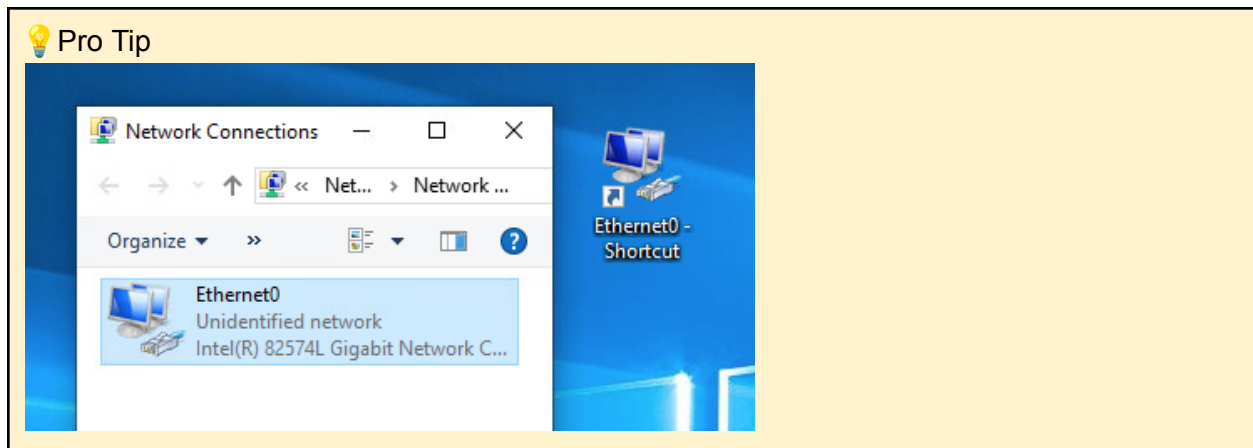 💡 Pro Tip
Network Connections
« Net... › Network ...
Organize »
Ethernet0
Unidentified network
Intel(R) 82574L Gigabit Network C...
Ethernet0 -
Shortcut